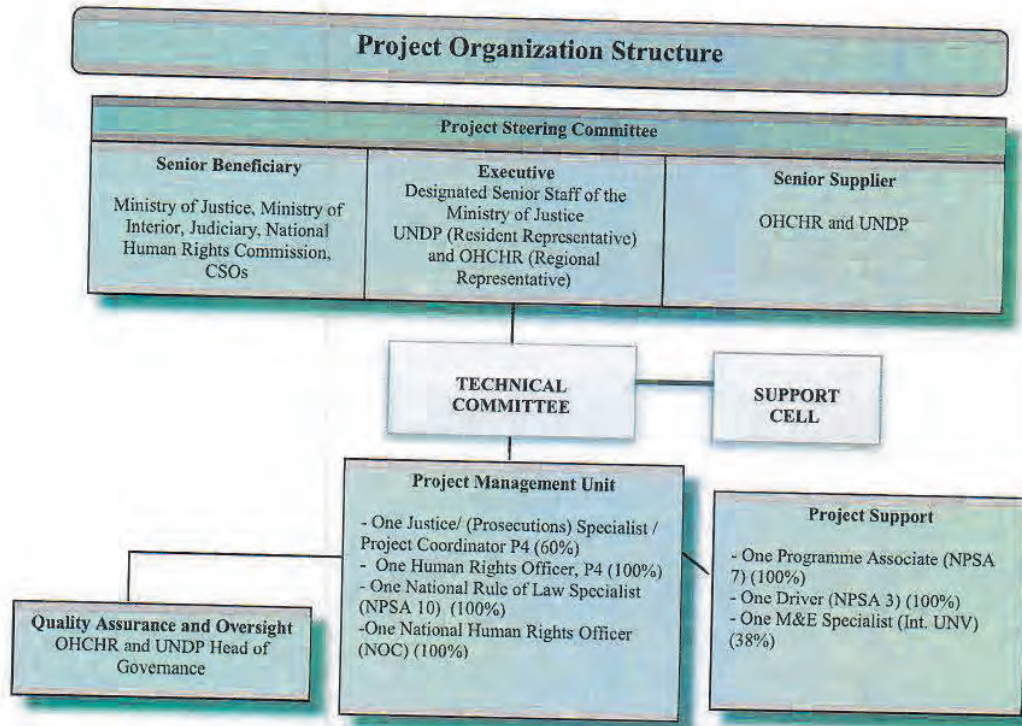 Project Organization Structure
Project Steering Committee
Senior Beneficiary
Ministry of Justice, Ministry of
Interior, Judiciary, National
Human Rights Commission,
CSOs
Executive
Designated Senior Staff of the
Ministry of Justice
UNDP (Resident Representative)
and OHCHR (Regional
Representative)
Senior Supplier
OHCHR and UNDP
TECHNICAL
COMMITTEE
SUPPORT
CELL
Project Management Unit
- One Justice/ (Prosecutions) Specialist /
Project Coordinator P4 (60%)
- One Human Rights Officer, P4 (100%)
- One National Rule of Law Specialist
(NPSA 10) (100%)
-One National Human Rights Officer
(NOC) (100%)
Project Support
- One Programme Associate (NPSA
7) (100%)
- One Driver (NPSA 3) (100%)
- One M&E Specialist (Int. UNV)
(38%)
Quality Assurance and Oversight
OHCHR and UNDP Head of
Governance